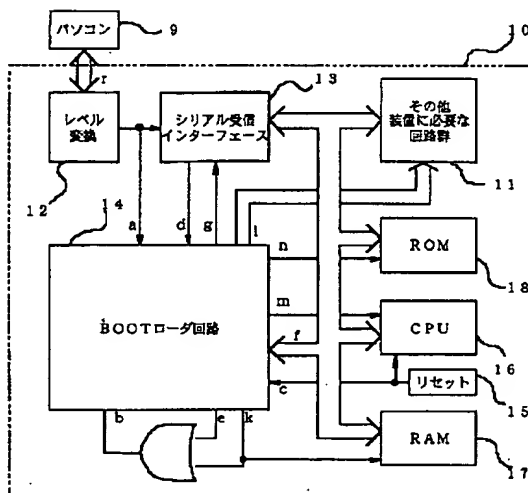 パソコン
9
10
r
13
レベル
変換
シリアル受信
インターフェース
その他
装置に必要な
回路群
12
14
11
a
d
g
l
n
ROM
18
m
BOOTローダ回路
f
CPU
16
c
リセット
15
b
e
k
RAM
17